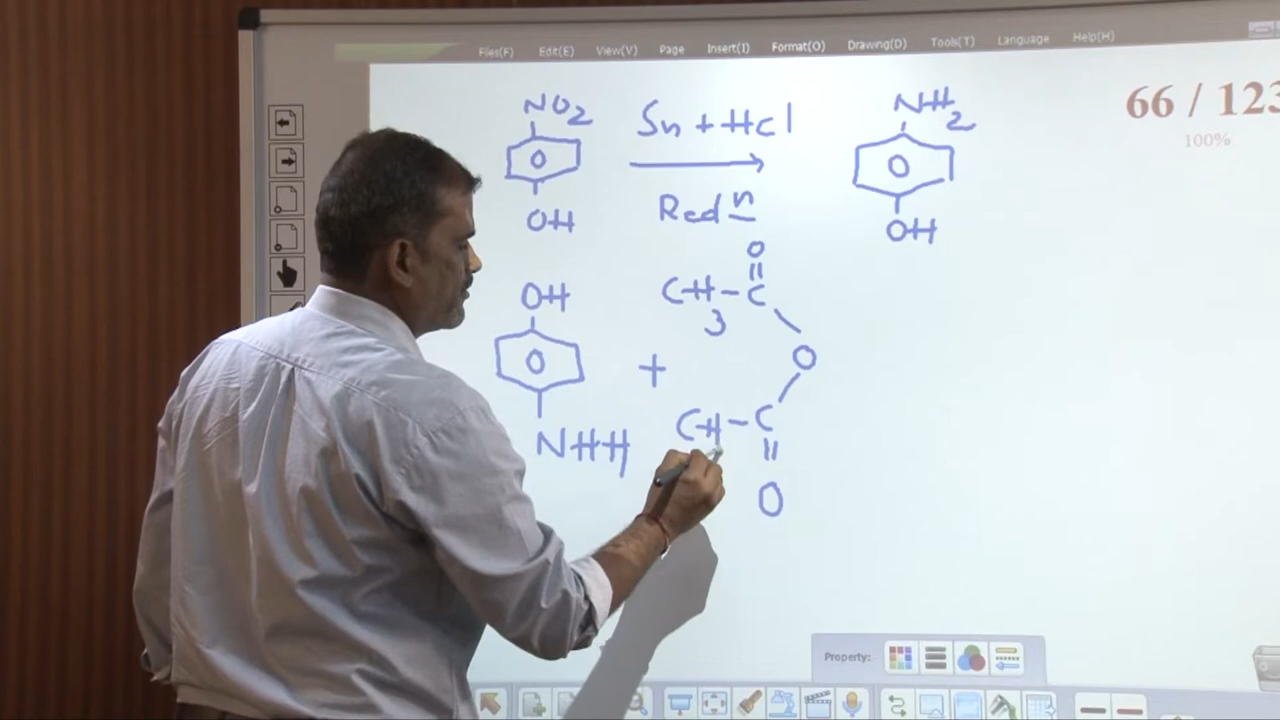 Files(F) Edit(E) View(V) Page Insert(I) Format(O) Drawing(D) Tools(T) Language Help(H)
66 / 123
100%
NO2 Sn + HCl NH2
OH Redn OH
O
OH CH3-C
O
+
NHH CH-C
O
Property: